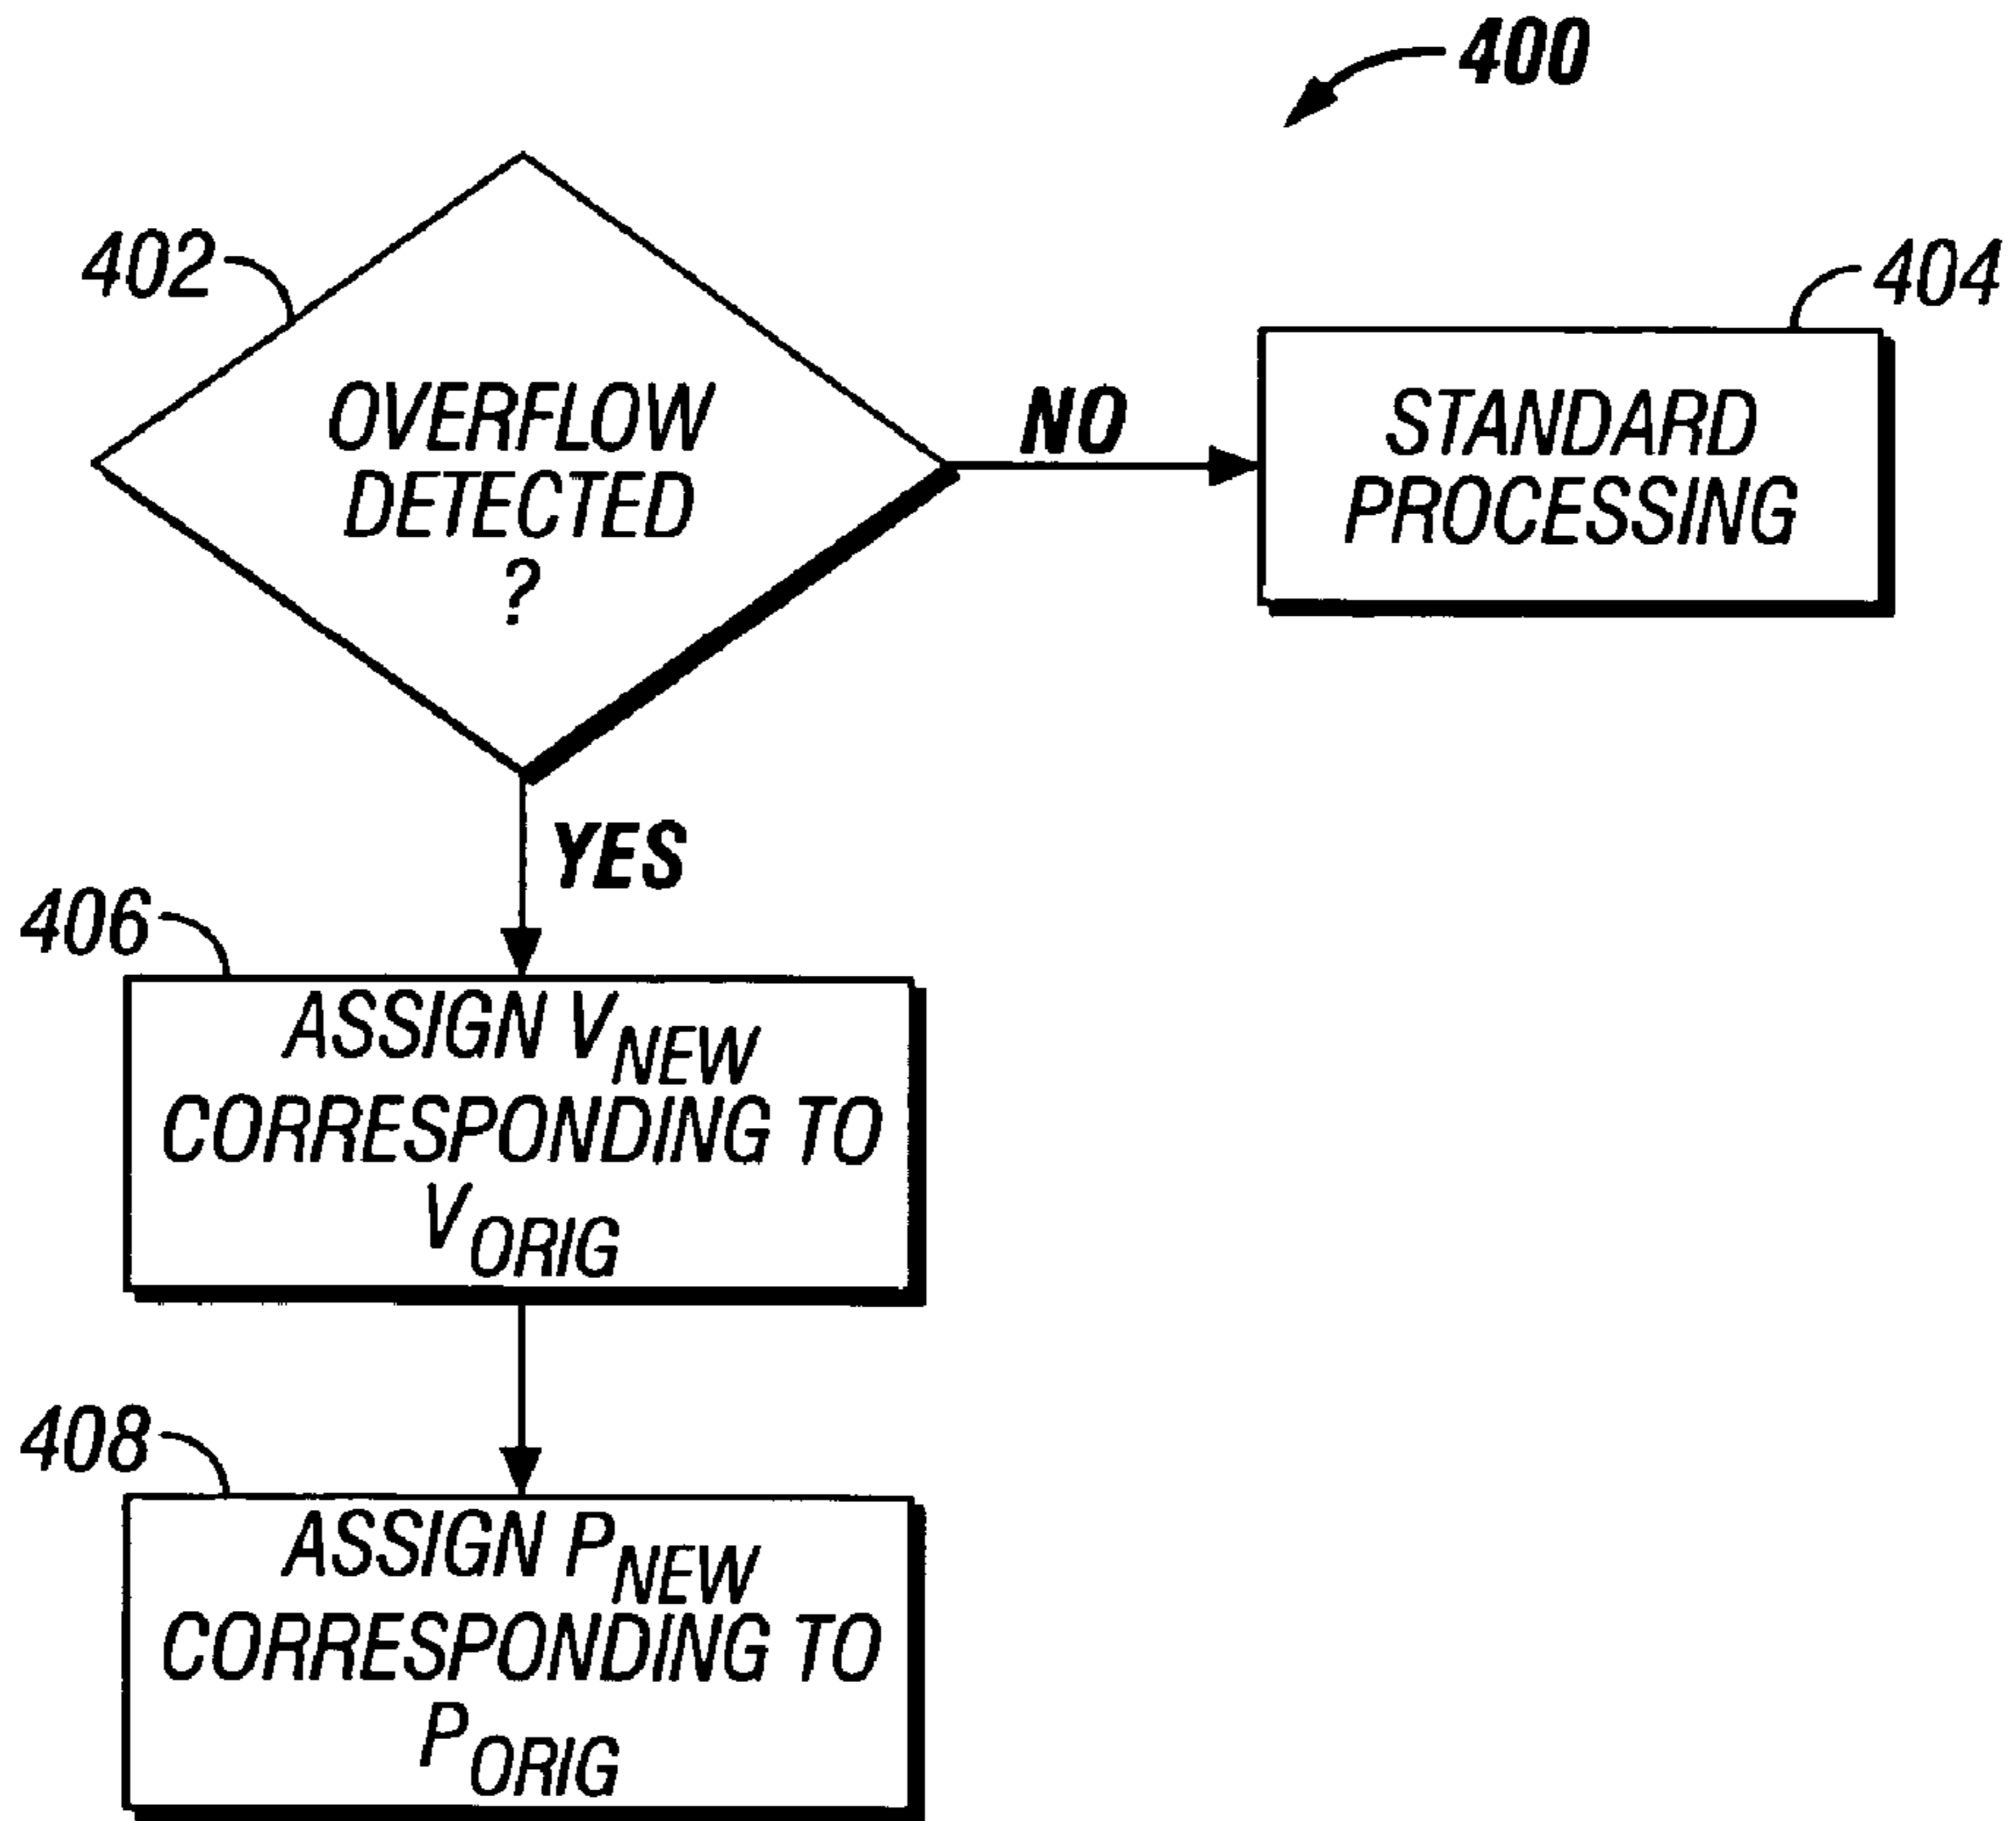 400
402
OVERFLOW
DETECTED
?
NO
404
STANDARD
PROCESSING
YES
406
ASSIGN VNEW
CORRESPONDING TO
VORIG
408
ASSIGN PNEW
CORRESPONDING TO
PORIG